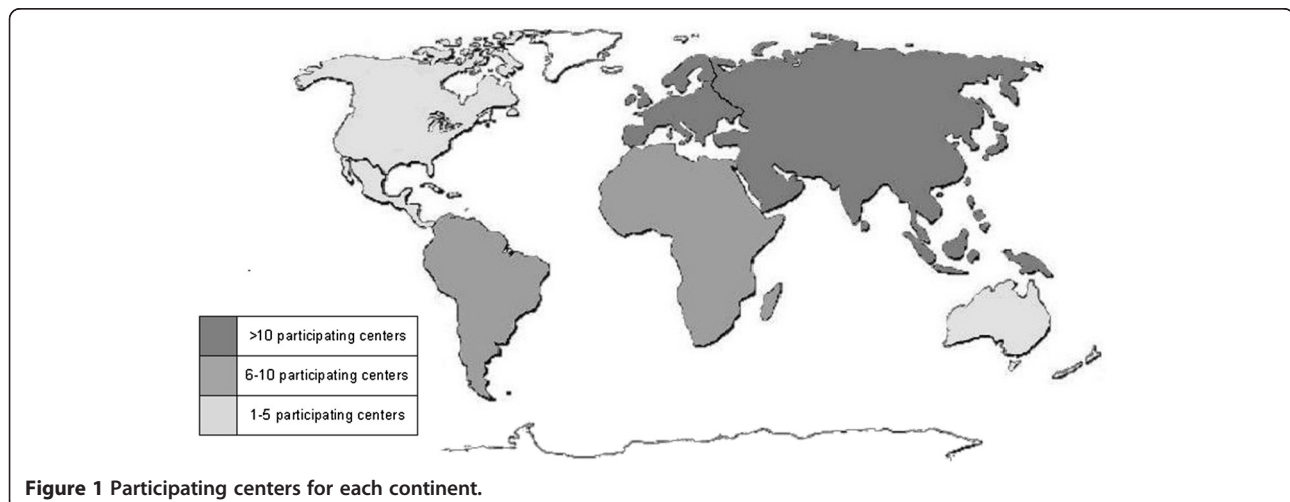 >10 participating centers
6-10 participating centers
1-5 participating centers
Figure 1 Participating centers for each continent.